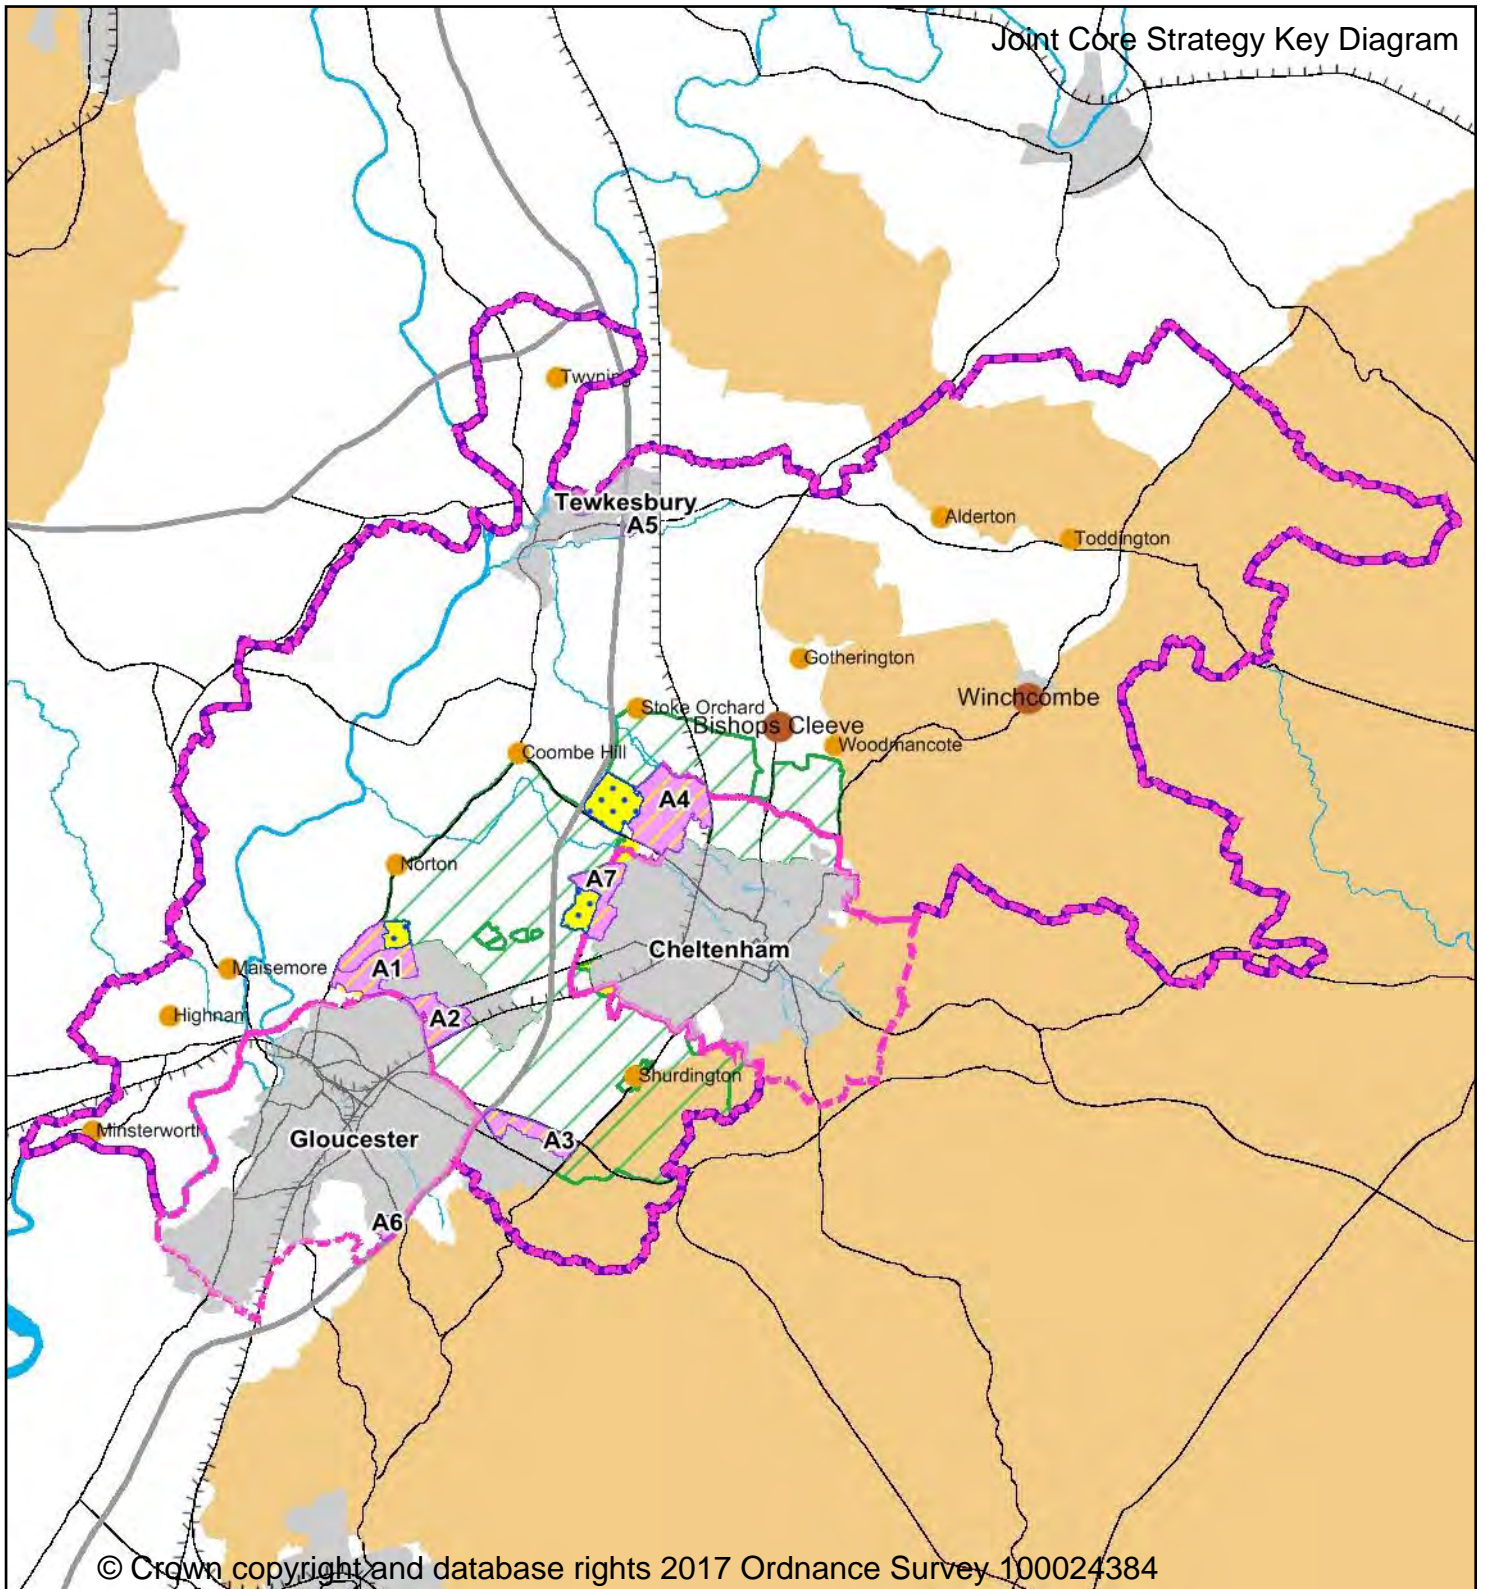 Joint Core Strategy Key Diagram
Twyning
Tewkesbury
A5
Alderton
Toddington
Gotherington
Winchcombe
Stoke Orchard
Bishops Cleeve
Woodmancote
Coombe Hill
A4
Norton
A7
Cheltenham
Maisemore
A1
Highnam
A2
Shurdington
Minsterworth
Gloucester
A3
A6
© Crown copyright and database rights 2017 Ordnance Survey 100024384